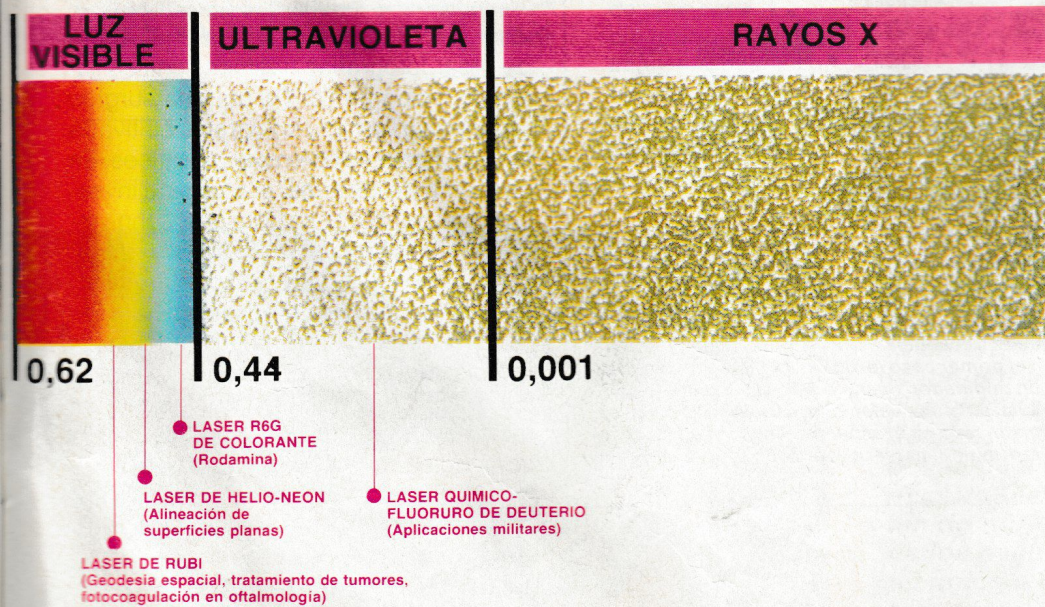 LUZ
VISIBLE
ULTRAVIOLETA
RAYOS X
0,62
0,44
0,001
LASER R6G
DE COLORANTE
(Rodamina)
LASER DE HELIO-NEON
(Alineación de
superficies planas)
LASER QUIMICO-
FLUORURO DE DEUTERIO
(Aplicaciones militares)
LASER DE RUBI
(Geodesia espacial, tratamiento de tumores,
fotocoagulación en oftalmología)